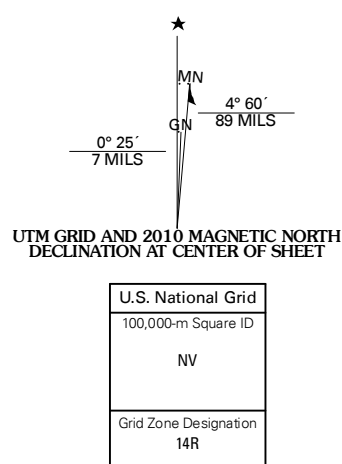 ★
MN
GN
4° 60´
89 MILS
0° 25´
7 MILS
UTM GRID AND 2010 MAGNETIC NORTH
DECLINATION AT CENTER OF SHEET
U.S. National Grid
100,000-m Square ID
NV
Grid Zone Designation
14R